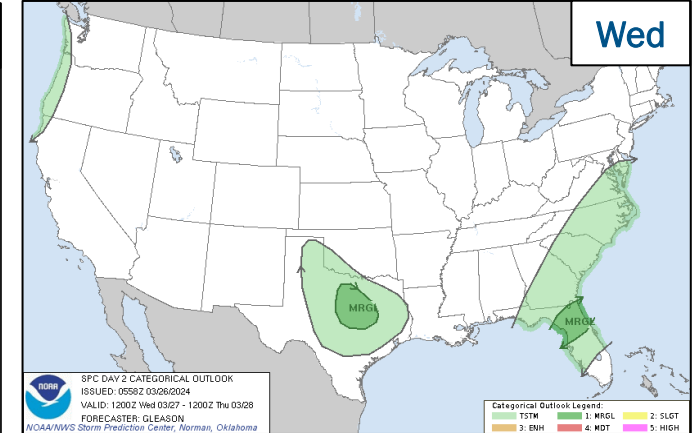 Wed
MRGL
MRGL
NOAA
SPC DAY 2 CATEGORICAL OUTLOOK
ISSUED: 0558Z 03/26/2024
VALID: 1200Z Wed 03/27 - 1200Z Thu 03/28
FORECASTER: GLEASON
NOAA/NWS Storm Prediction Center, Norman, Oklahoma
Categorical Outlook Legend:
TSTM 1: MRGL 2: SLGT
3: ENH 4: MDT 5: HIGH